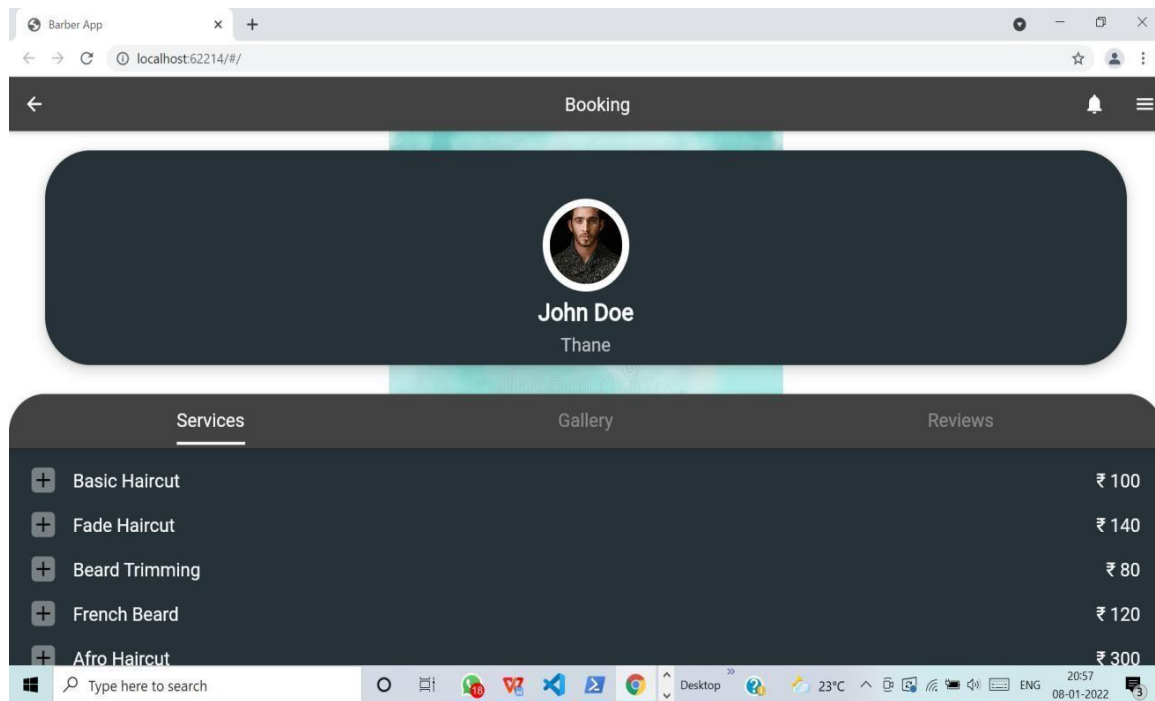 Barber App
localhost:62214/#/
Booking
John Doe
Thane
Services Gallery Reviews
Basic Haircut ₹ 100
Fade Haircut ₹ 140
Beard Trimming ₹ 80
French Beard ₹ 120
Afro Haircut ₹ 300
Type here to search 18 Desktop 23°C ENG 20:57
08-01-2022 3